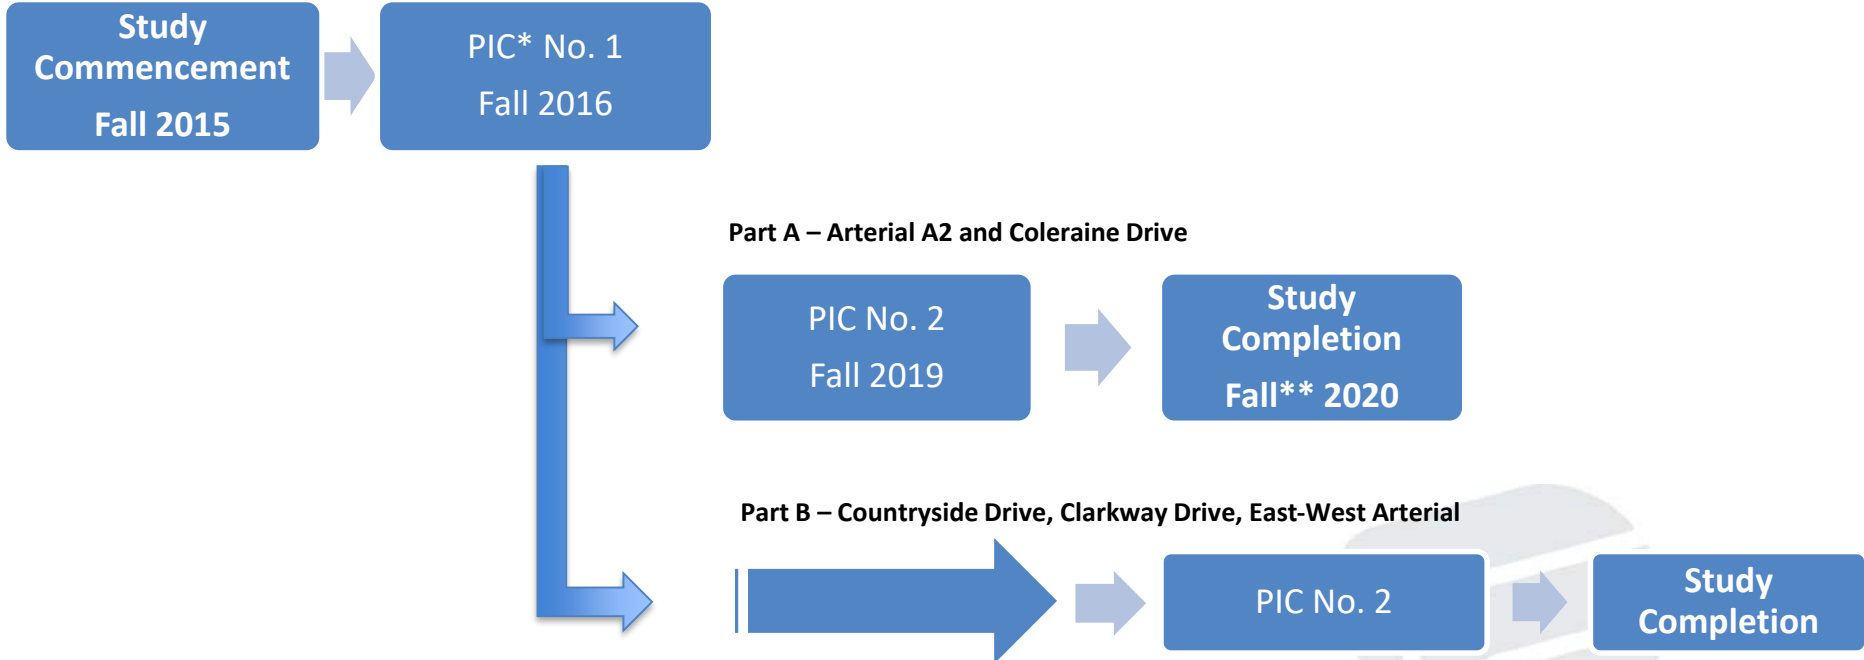 Study
Commencement
Fall 2015
PIC* No. 1
Fall 2016
Part A – Arterial A2 and Coleraine Drive
PIC No. 2
Fall 2019
Study
Completion
Fall** 2020
Part B – Countryside Drive, Clarkway Drive, East-West Arterial
PIC No. 2
Study
Completion